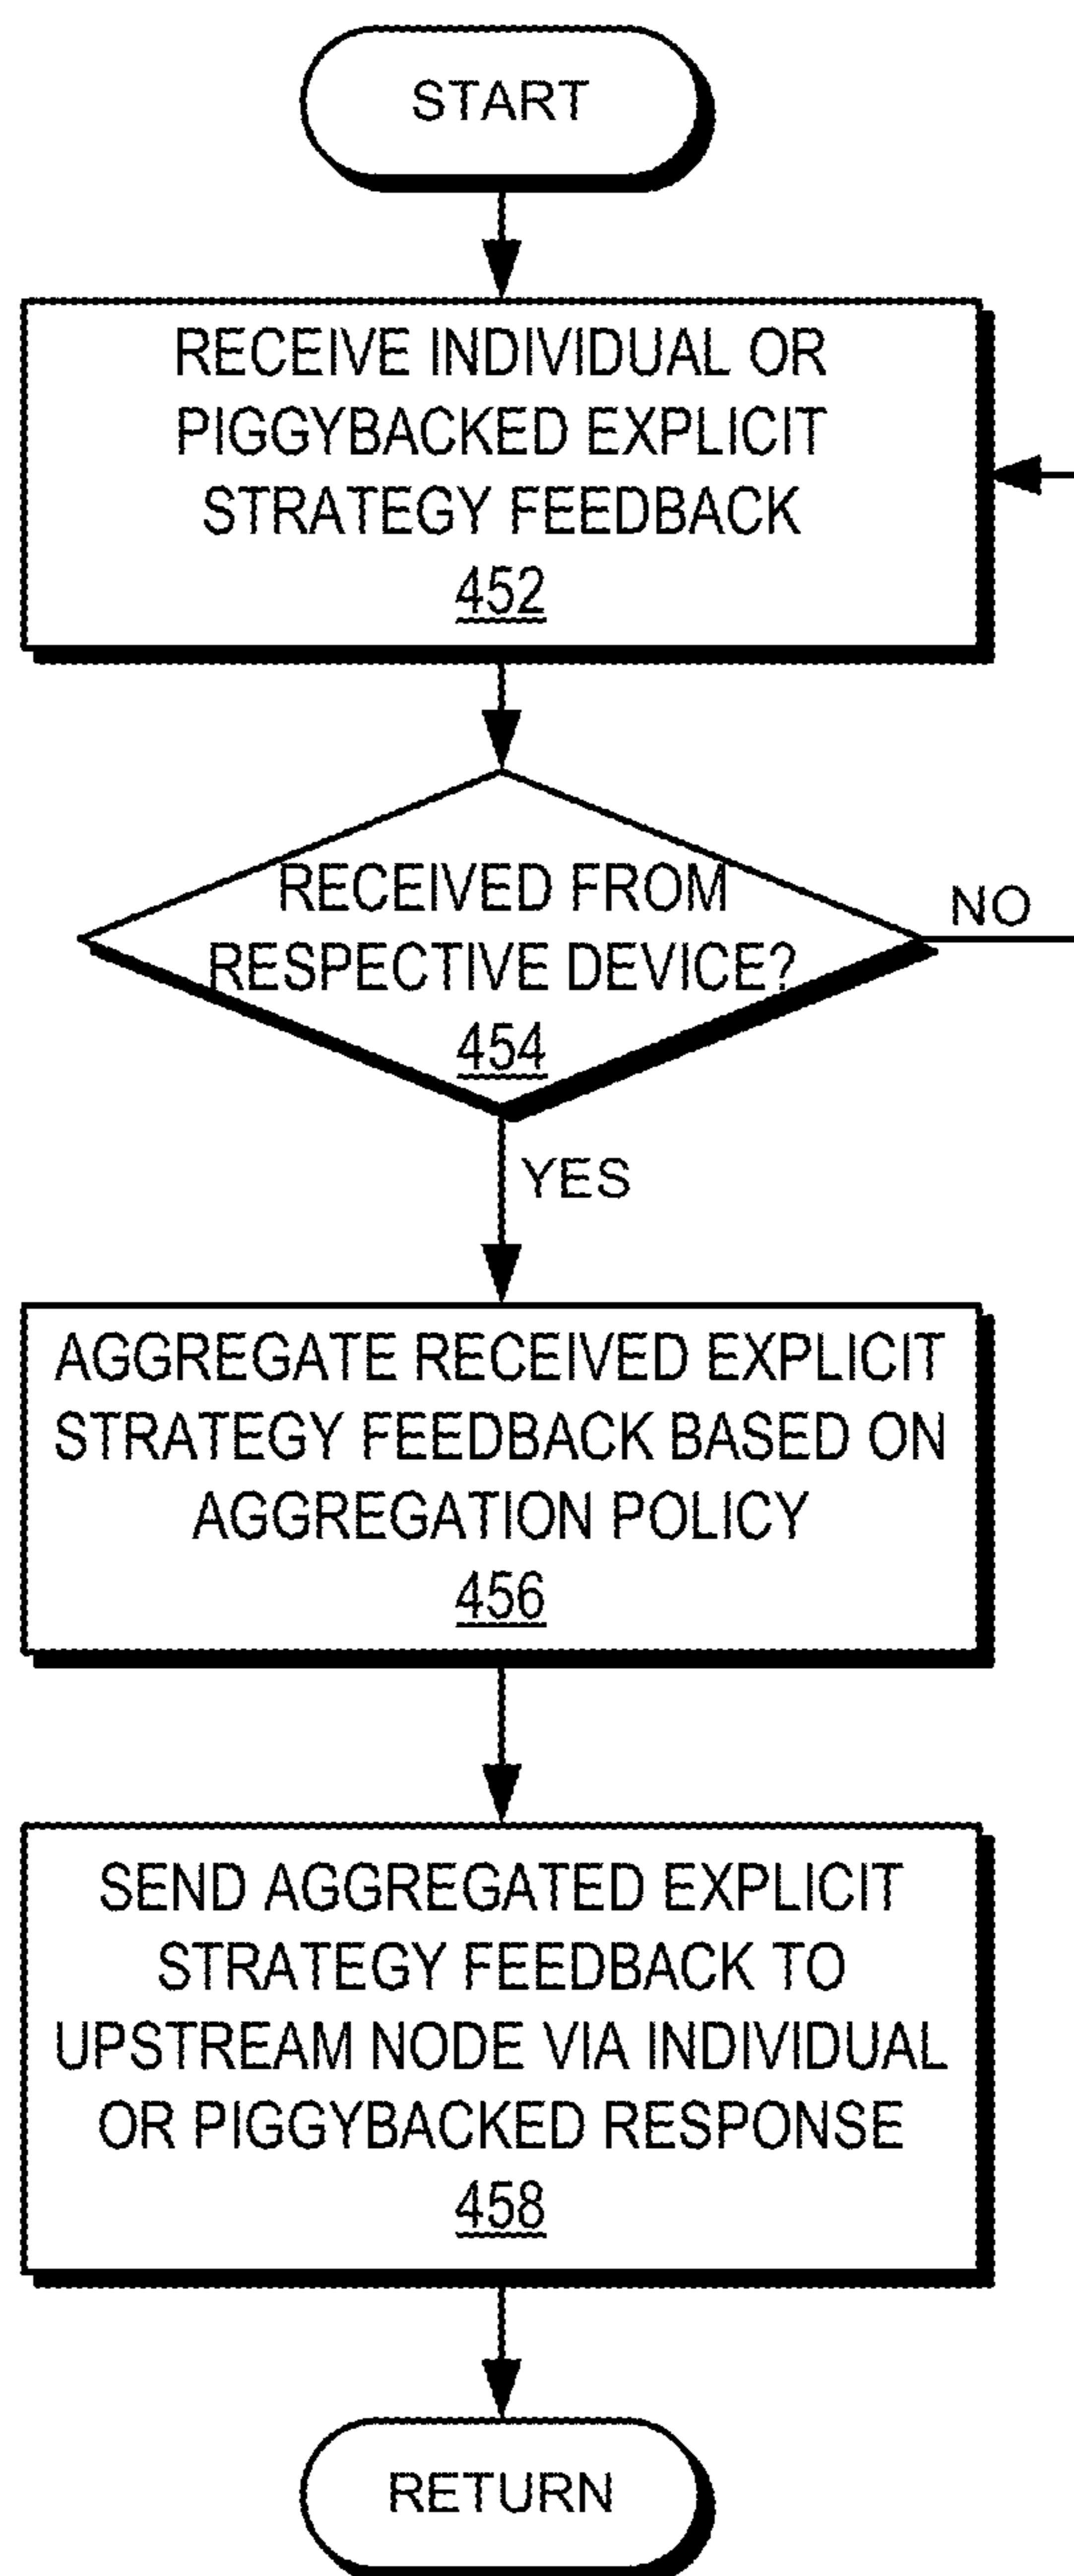 START
RECEIVE INDIVIDUAL OR
PIGGYBACKED EXPLICIT
STRATEGY FEEDBACK
452
RECEIVED FROM
RESPECTIVE DEVICE?
454
NO
YES
AGGREGATE RECEIVED EXPLICIT
STRATEGY FEEDBACK BASED ON
AGGREGATION POLICY
456
SEND AGGREGATED EXPLICIT
STRATEGY FEEDBACK TO
UPSTREAM NODE VIA INDIVIDUAL
OR PIGGYBACKED RESPONSE
458
RETURN